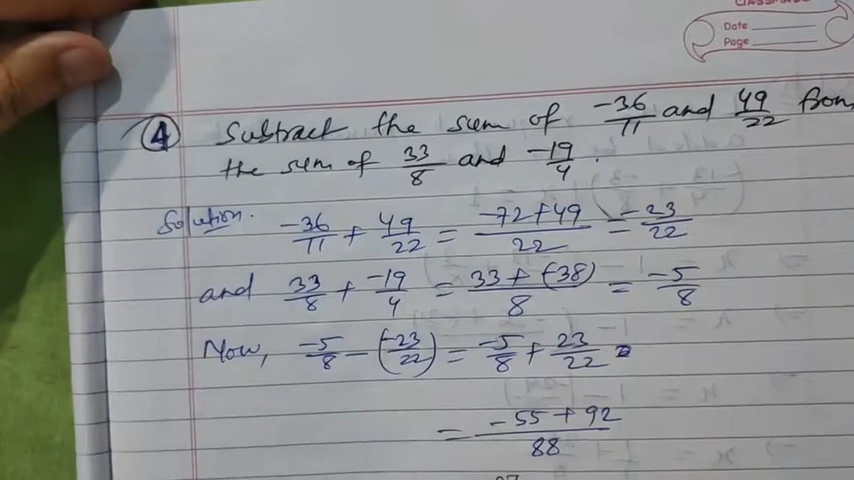 CLASSMATE
Date
Page
4 Subtract the sum of -36/11 and 49/22 from
the sum of 33/8 and -19/4.
Solution. -36/11 + 49/22 = (-72+49)/22 = -23/22
and 33/8 + -19/4 = (33+(-38))/8 = -5/8
Now, -5/8 - (-23/22) = -5/8 + 23/22 =
= (-55+92)/88